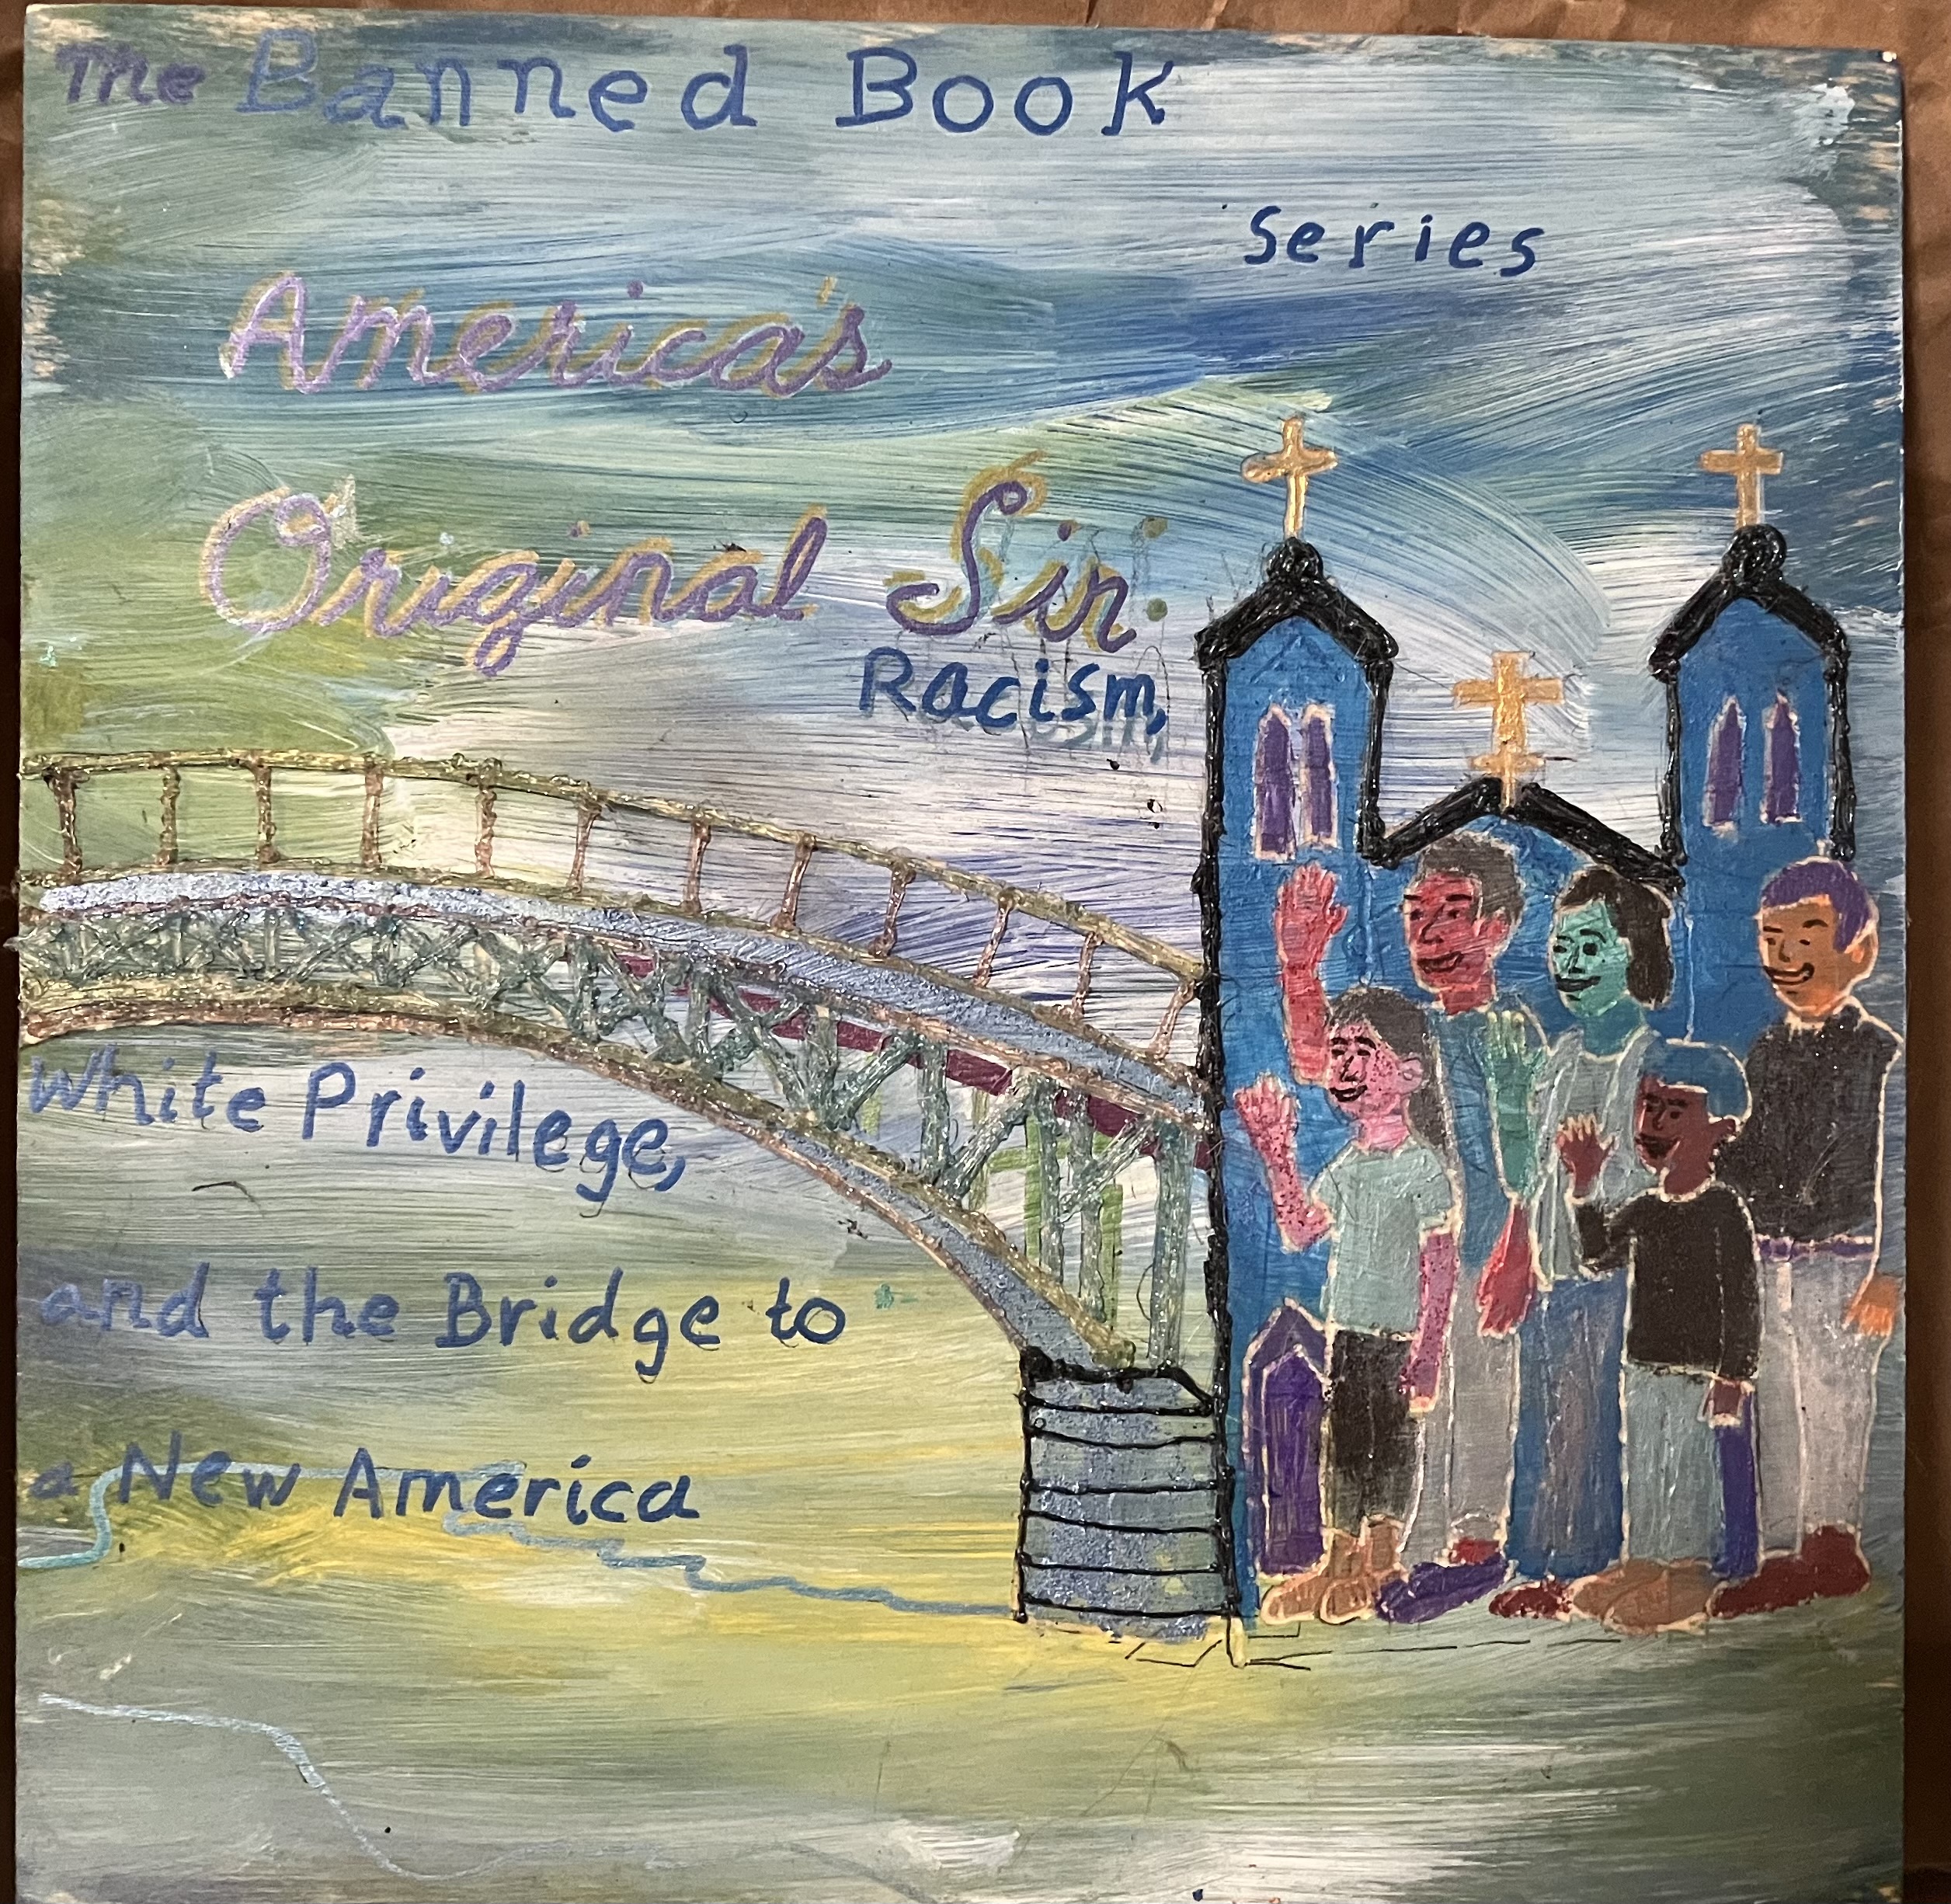 The Banned Book
Series
America's
Original Sin:
Racism,
White Privilege,
and the Bridge to
a New America